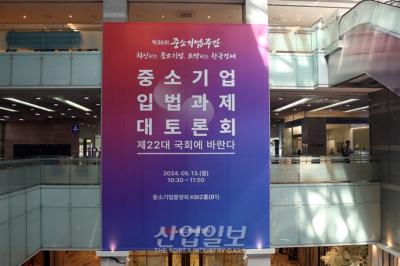 제36회 중소기업주간
혁신하는 중소기업, 도약하는 한국경제
중소기업
입법과제
대토론회
제22대 국회에 바란다
2024. 05. 13.(월)
10:30 ~ 11:50
중소기업중앙회 KBIZ홀(B1)
산업일보
THE KOREA INDUSTRY DAILY